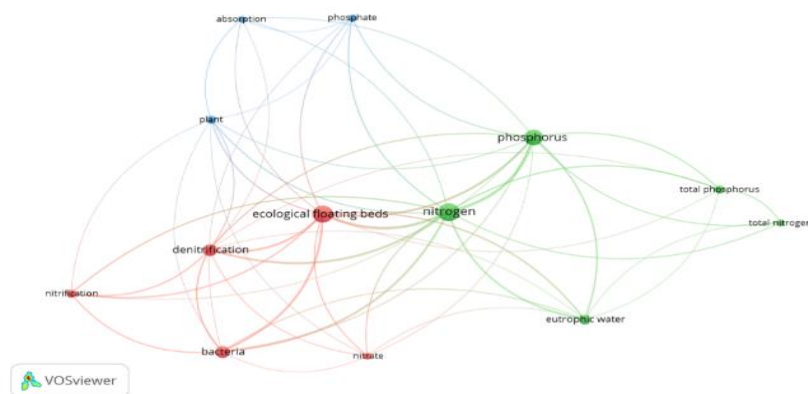 absorption
phosphate
plant
phosphorus
total phosphorus
ecological floating beds
nitrogen
total nitrogen
denitrification
nitrification
eutrophic water
bacteria
nitrate
VOSviewer